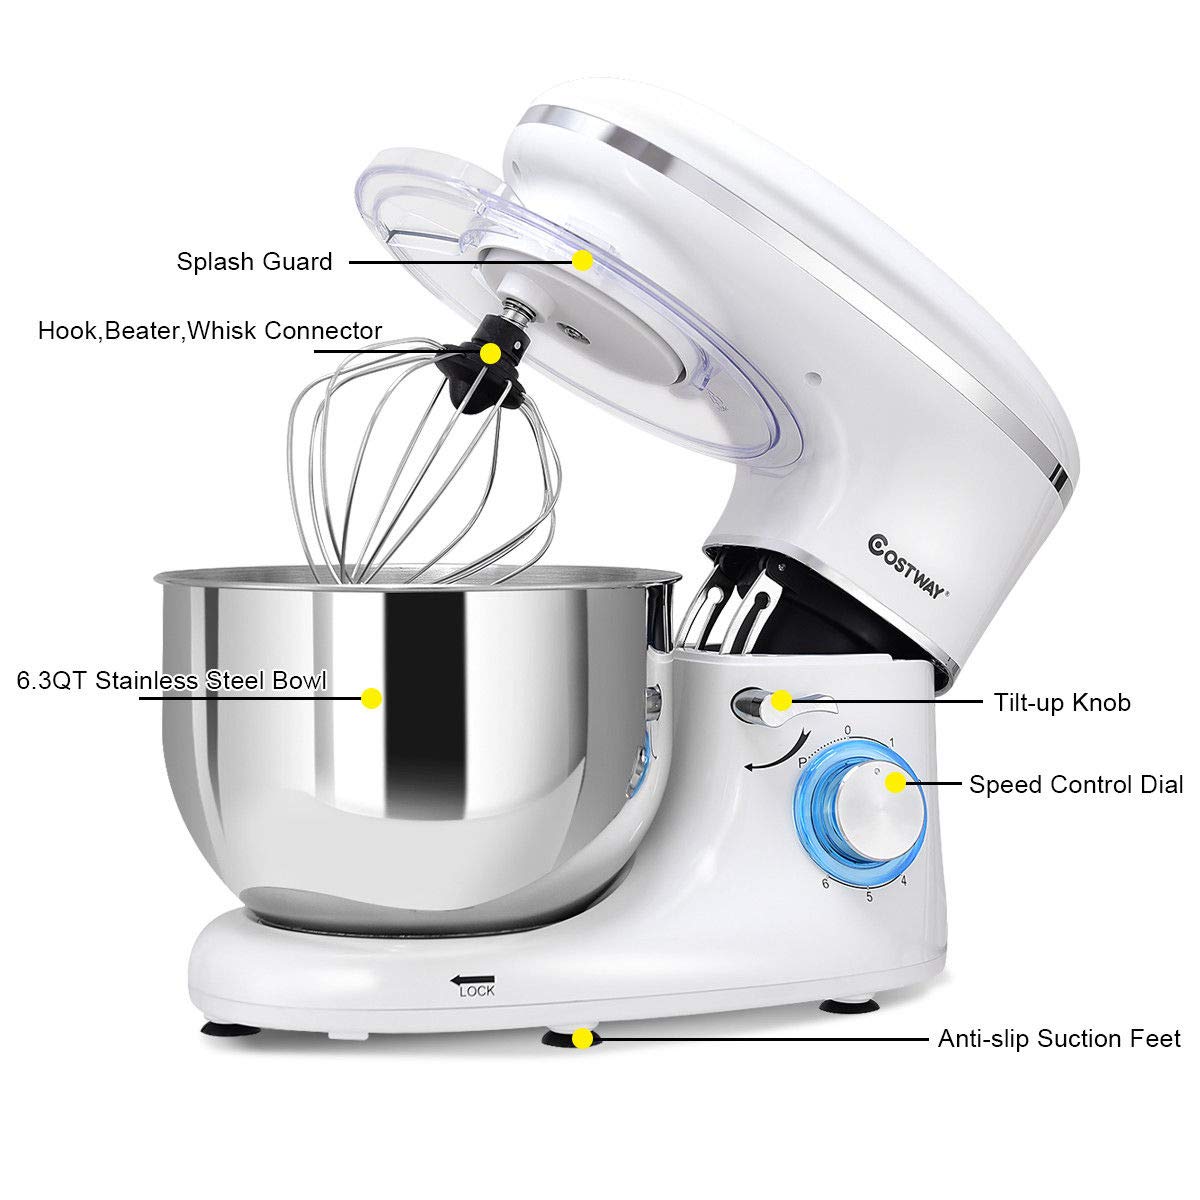 Splash Guard
Hook,Beater,Whisk Connector
COSTWAY®
6.3QT Stainless Steel Bowl
Tilt-up Knob
0
1
P
Speed Control Dial
6
5
4
LOCK
Anti-slip Suction Feet